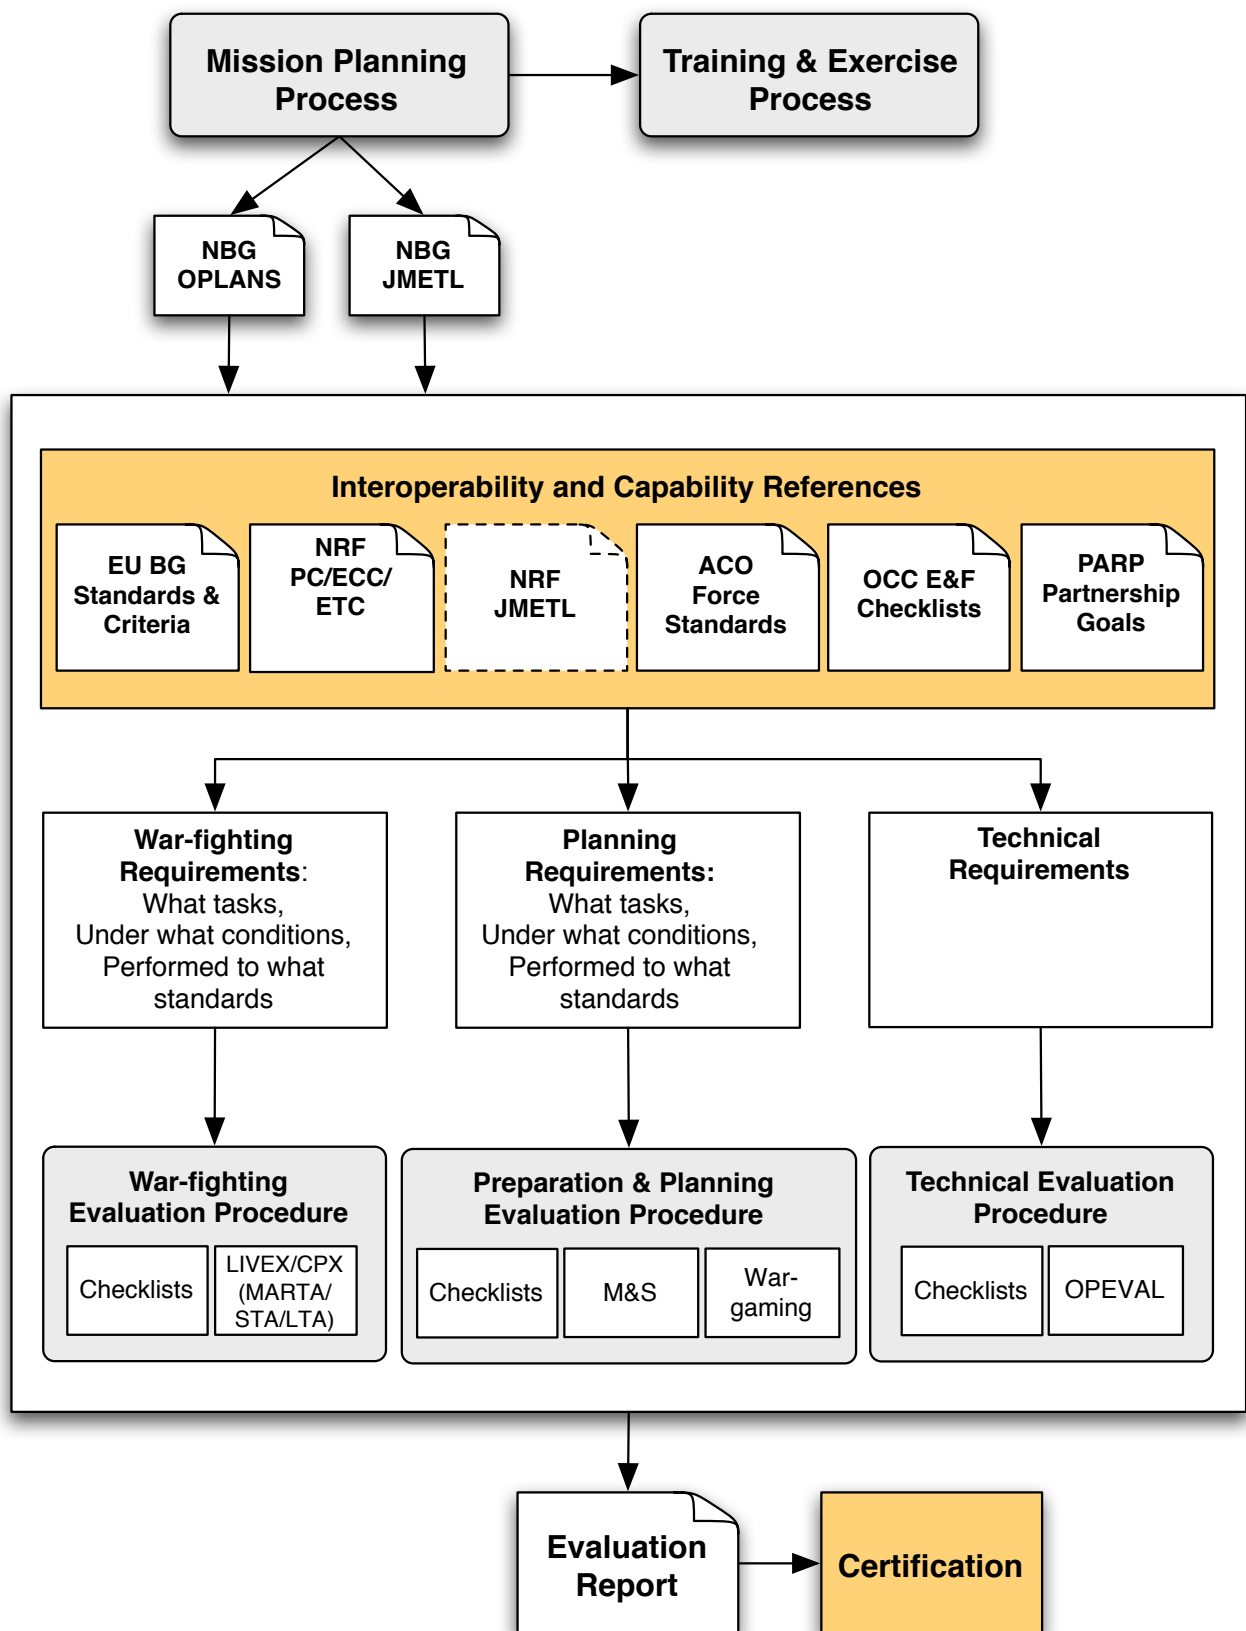 Mission Planning
Process
Training & Exercise
Process
NBG
OPLANS
NBG
JMETL
Interoperability and Capability References
EU BG
Standards &
Criteria
NRF
PC/ECC/
ETC
NRF
JMETL
ACO
Force
Standards
OCC E&F
Checklists
PARP
Partnership
Goals
War-fighting
Requirements:
What tasks,
Under what conditions,
Performed to what
standards
Planning
Requirements:
What tasks,
Under what conditions,
Performed to what
standards
Technical
Requirements
War-fighting
Evaluation Procedure
Checklists
LIVEX/CPX
(MARTA/
STA/LTA)
Preparation & Planning
Evaluation Procedure
Checklists
M&S
War-
gaming
Technical Evaluation
Procedure
Checklists
OPEVAL
Evaluation
Report
Certification